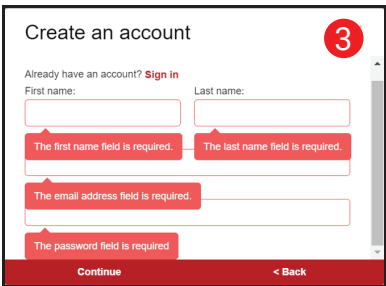 Create an account
3
Already have an account? Sign in
First name: Last name:
The first name field is required. The last name field is required.
The email address field is required.
The password field is required
Continue < Back